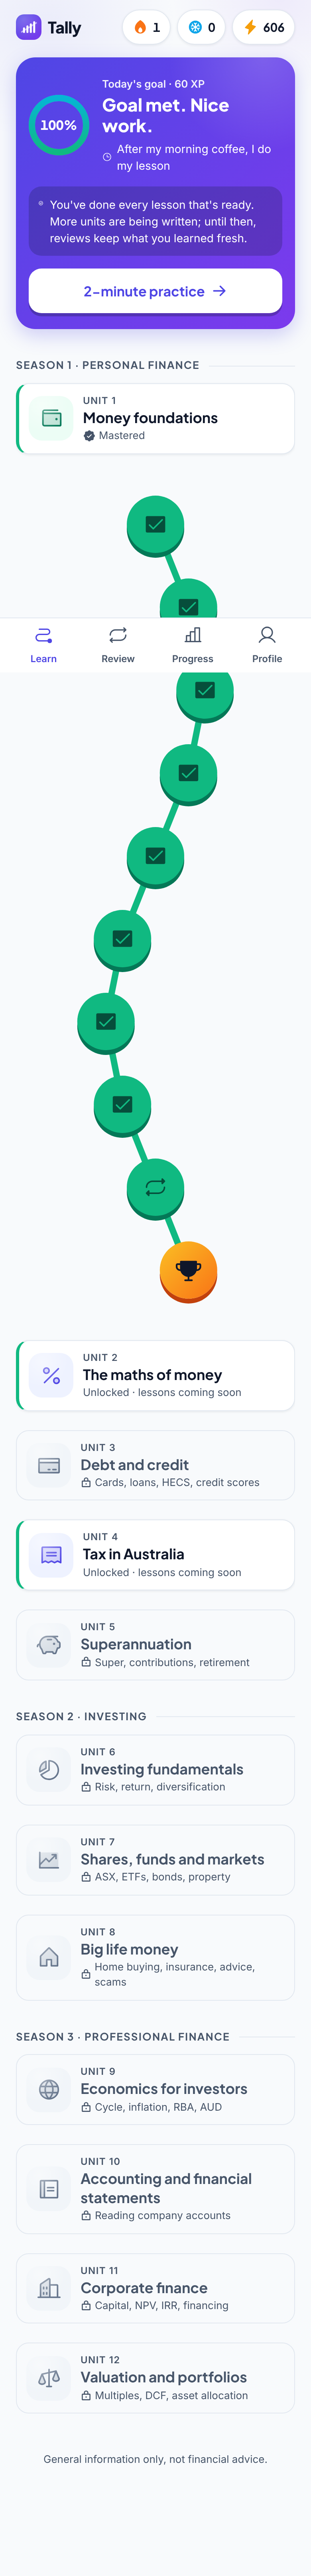 Tally
1
0
606
Today's goal · 60 XP
100%
Goal met. Nice
work.
After my morning coffee, I do
my lesson
You've done every lesson that's ready.
More units are being written; until then,
reviews keep what you learned fresh.
2-minute practice
SEASON 1 · PERSONAL FINANCE
UNIT 1
Money foundations
Mastered
Learn
Review
Progress
Profile
UNIT 2
The maths of money
Unlocked · lessons coming soon
UNIT 3
Debt and credit
Cards, loans, HECS, credit scores
UNIT 4
Tax in Australia
Unlocked · lessons coming soon
UNIT 5
Superannuation
Super, contributions, retirement
SEASON 2 · INVESTING
UNIT 6
Investing fundamentals
Risk, return, diversification
UNIT 7
Shares, funds and markets
ASX, ETFs, bonds, property
UNIT 8
Big life money
Home buying, insurance, advice,
scams
SEASON 3 · PROFESSIONAL FINANCE
UNIT 9
Economics for investors
Cycle, inflation, RBA, AUD
UNIT 10
Accounting and financial
statements
Reading company accounts
UNIT 11
Corporate finance
Capital, NPV, IRR, financing
UNIT 12
Valuation and portfolios
Multiples, DCF, asset allocation
General information only, not financial advice.